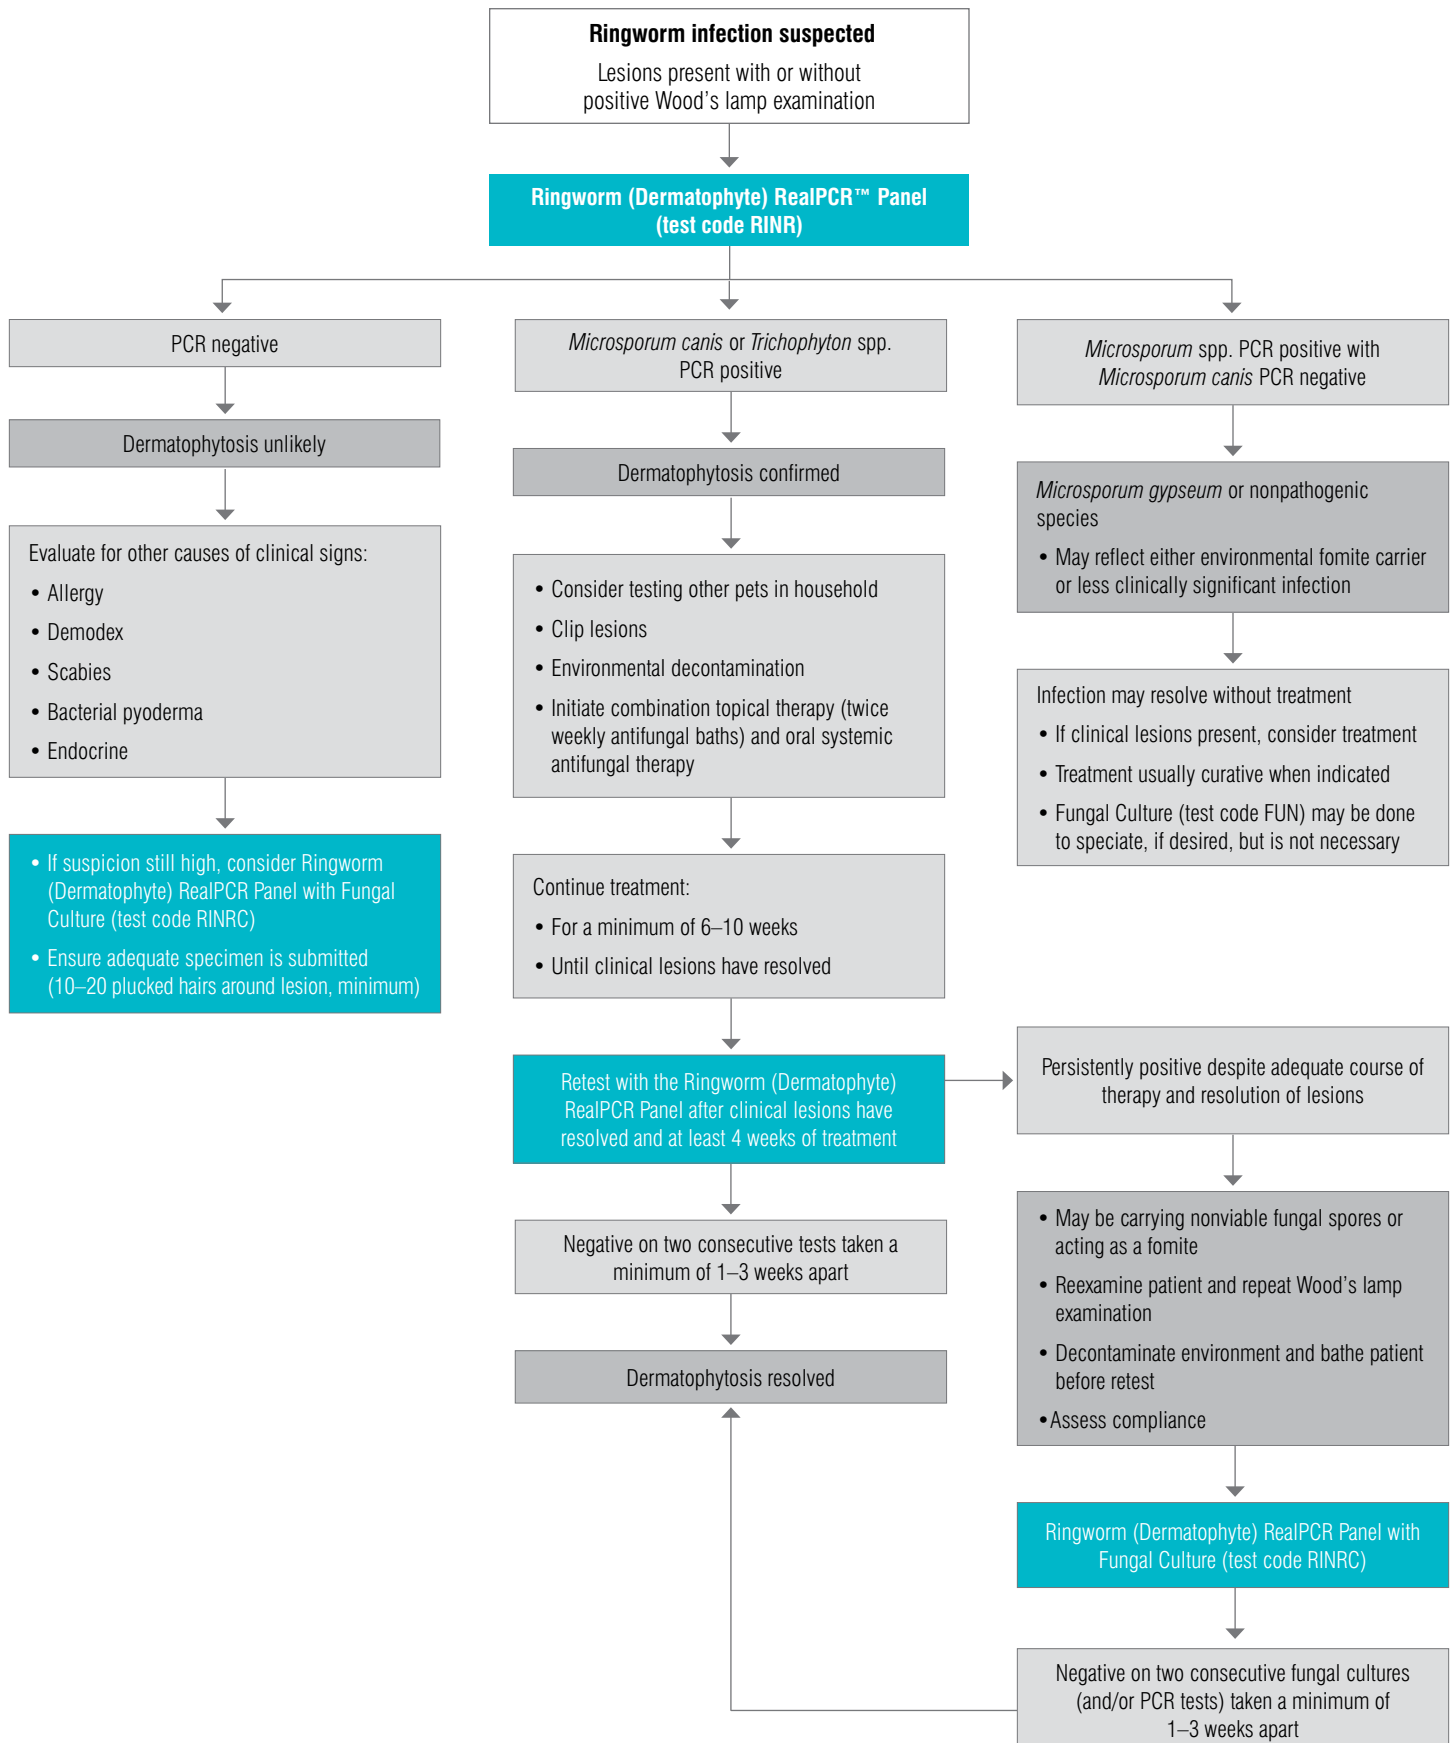 Ringworm infection suspected
Lesions present with or without
positive Wood’s lamp examination
Ringworm (Dermatophyte) RealPCR™ Panel
(test code RINR)
PCR negative
Dermatophytosis unlikely
Evaluate for other causes of clinical signs:
• Allergy
• Demodex
• Scabies
• Bacterial pyoderma
• Endocrine
• If suspicion still high, consider Ringworm
(Dermatophyte) RealPCR Panel with Fungal
Culture (test code RINRC)
• Ensure adequate specimen is submitted
(10–20 plucked hairs around lesion, minimum)
Microsporum canis or Trichophyton spp.
PCR positive
Dermatophytosis confirmed
• Consider testing other pets in household
• Clip lesions
• Environmental decontamination
• Initiate combination topical therapy (twice
weekly antifungal baths) and oral systemic
antifungal therapy
Continue treatment:
• For a minimum of 6–10 weeks
• Until clinical lesions have resolved
Retest with the Ringworm (Dermatophyte)
RealPCR Panel after clinical lesions have
resolved and at least 4 weeks of treatment
Negative on two consecutive tests taken a
minimum of 1–3 weeks apart
Dermatophytosis resolved
Microsporum spp. PCR positive with
Microsporum canis PCR negative
Microsporum gypseum or nonpathogenic
species
• May reflect either environmental fomite carrier
or less clinically significant infection
Infection may resolve without treatment
• If clinical lesions present, consider treatment
• Treatment usually curative when indicated
• Fungal Culture (test code FUN) may be done
to speciate, if desired, but is not necessary
Persistently positive despite adequate course of
therapy and resolution of lesions
• May be carrying nonviable fungal spores or
acting as a fomite
• Reexamine patient and repeat Wood’s lamp
examination
• Decontaminate environment and bathe patient
before retest
•Assess compliance
Ringworm (Dermatophyte) RealPCR Panel with
Fungal Culture (test code RINRC)
Negative on two consecutive fungal cultures
(and/or PCR tests) taken a minimum of
1–3 weeks apart